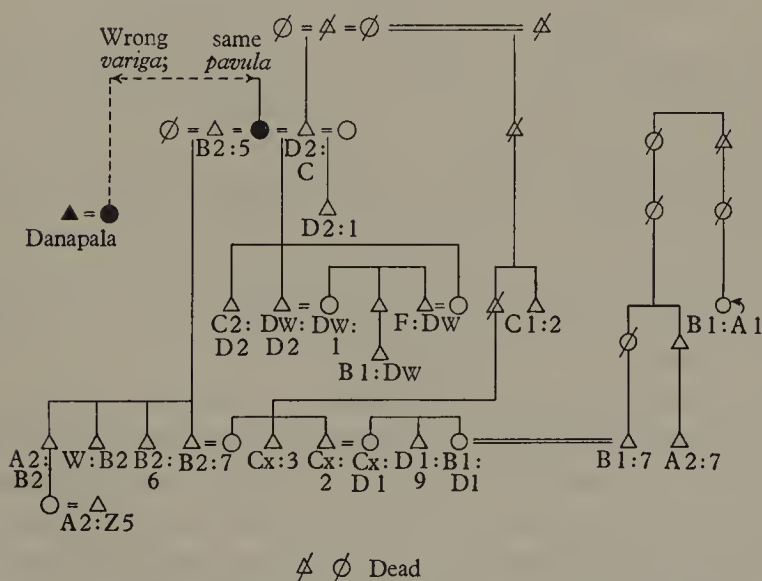 Wrong same
variga; pavula
B2:5 D2:
C
Danapala
D2:1
C2: DW: DW: F:DW C1:2 B1:A1
D2 D2 1
B1:DW
A2: W:B2 B2: B2:7 Cx:3 Cx: Cx: D1: B1: B1:7 A2:7
B2 6 2 D1 9 D1
A2:Z5
Dead